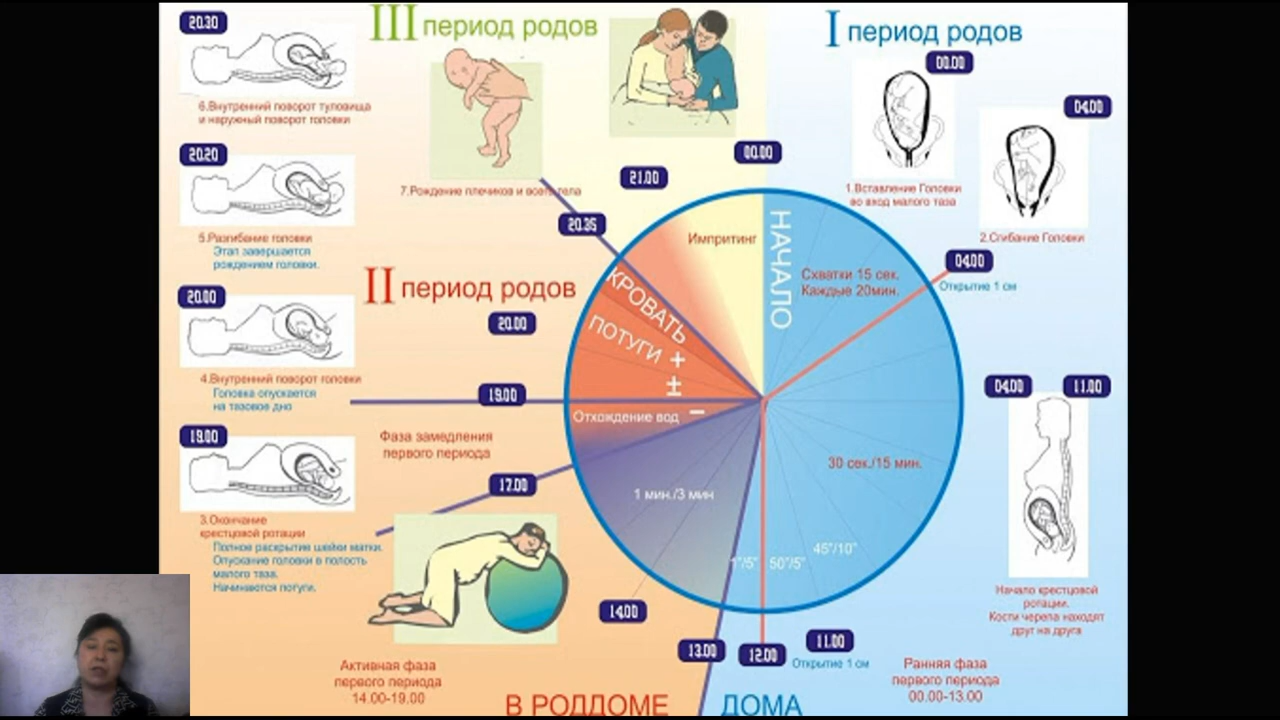 III период родов
I период родов
20.30
6.Внутренний поворот туловища
и наружный поворот головки
20.20
5.Разгибание головки
Этап завершается
рождением головки.
20.00
4.Внутренний поворот головки
Головка опускается
на тазовое дно
19.00
3.Окончание
крестцовой ротации
Полное раскрытие шейки матки.
Опускание головки в полость
малого таза.
Начинаются потуги.
7.Рождение плечиков и всего тела
21.00
00.00
20.35
II период родов
20.00
19.00
Фаза замедления
первого периода
17.00
Импритинг
НАЧАЛО
КРОВАТЬ
ПОТУГИ +
±
Отхождение вод –
Схватки 15 сек.
Каждые 20мин.
30 сек./15 мин.
1 мин./3 мин
45"/10"
50"/5"
1"/5"
00.00
04.00
1.Вставление Головки
во вход малого таза
2.Сгибание Головки
04.00
Открытие 1 см
04.00
11.00
Начало крестцовой
ротации.
Кости черепа находят
друг на друга
14.00
13.00
12.00
11.00
Открытие 1 см
Активная фаза
первого периода
14.00-19.00
Ранняя фаза
первого периода
00.00-13.00
В РОДДОМЕ
ДОМА